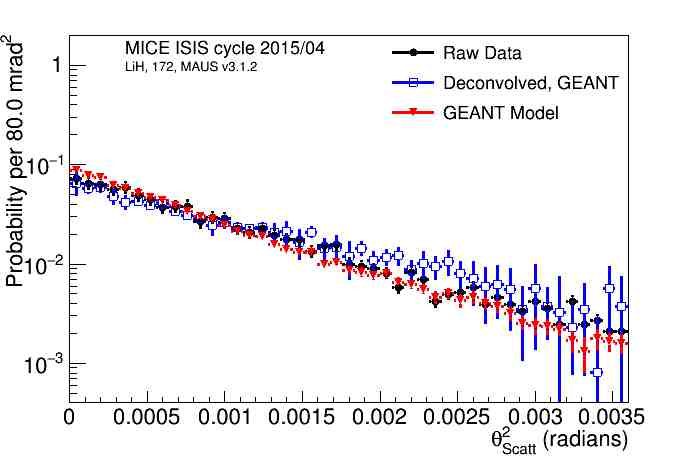 MICE ISIS cycle 2015/04
LiH, 172, MAUS v3.1.2
Raw Data
Deconvolved, GEANT
GEANT Model
Probability per 80.0 mrad²
1
10⁻¹
10⁻²
10⁻³
0 0.0005 0.001 0.0015 0.002 0.0025 0.003 0.0035
θ²Scatt (radians)